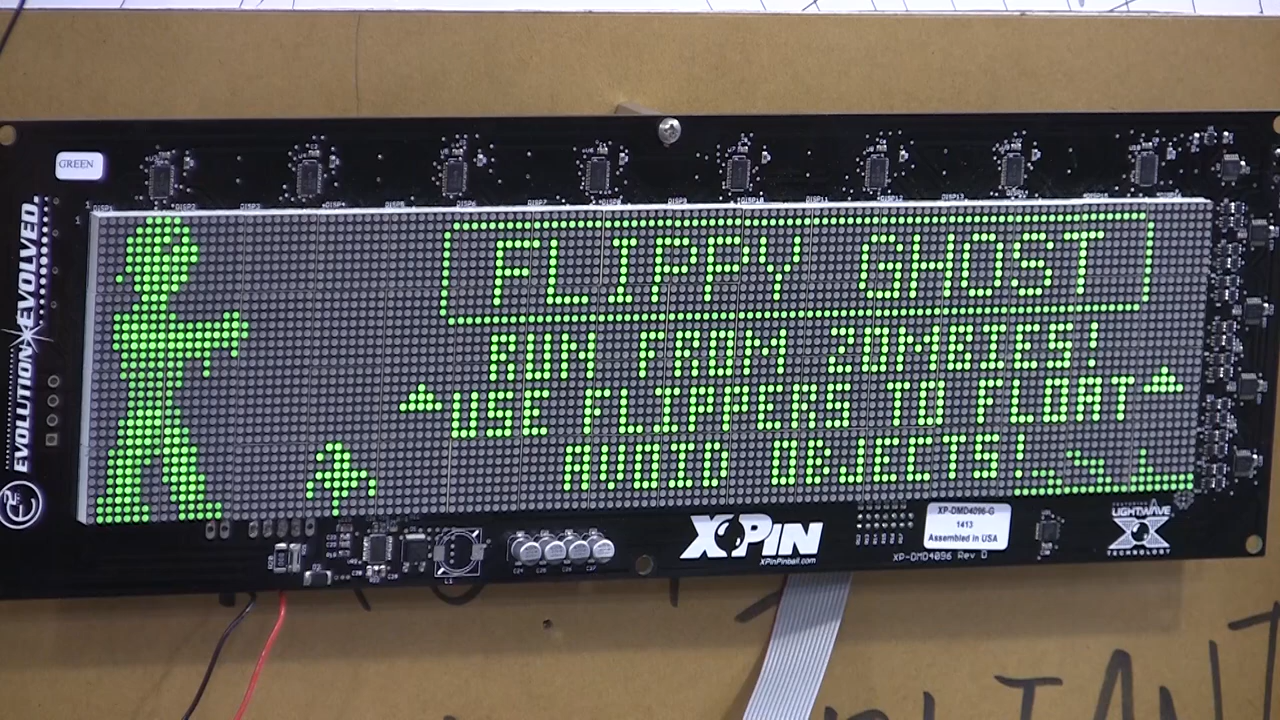 GREEN
EVOLUTION EVOLVED
FLIPPY GHOST
RUN FROM ZOMBIES!
USE FLIPPERS TO FLOAT
AVOID OBJECTS!
XPIN
XPinPinball.com
XP-DMD4096-G
1413
Assembled in USA
XP-DMD4096 Rev D
FEATURING
LIGHTWAVE
TECHNOLOGY